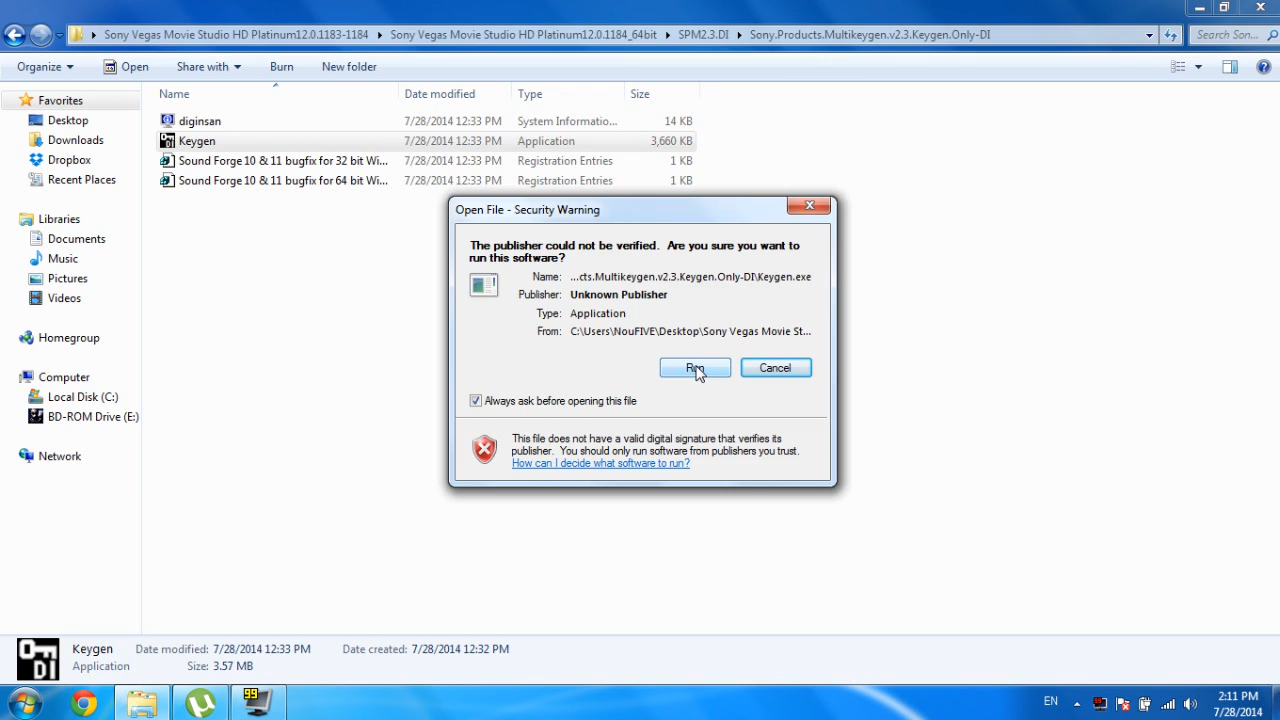 Sony Vegas Movie Studio HD Platinum12.0.1183-1184 Sony Vegas Movie Studio HD Platinum12.0.1184_64bit SPM2.3.DI Sony.Products.Multikeygen.v2.3.Keygen.Only-DI Search Son...
Organize Open Share with Burn New folder
Name Date modified Type Size
Favorites
Desktop
Downloads
Dropbox
Recent Places
Libraries
Documents
Music
Pictures
Videos
Homegroup
Computer
Local Disk (C:)
BD-ROM Drive (E:)
Network
diginsan 7/28/2014 12:33 PM System Informatio... 14 KB
Keygen 7/28/2014 12:33 PM Application 3,660 KB
Sound Forge 10 & 11 bugfix for 32 bit Wi... 7/28/2014 12:33 PM Registration Entries 1 KB
Sound Forge 10 & 11 bugfix for 64 bit Wi... 7/28/2014 12:33 PM Registration Entries 1 KB
Open File - Security Warning
The publisher could not be verified. Are you sure you want to
run this software?
Name: ...cts.Multikeygen.v2.3.Keygen.Only-DI\Keygen.exe
Publisher: Unknown Publisher
Type: Application
From: C:\Users\NouFIVE\Desktop\Sony Vegas Movie St...
Run Cancel
Always ask before opening this file
This file does not have a valid digital signature that verifies its
publisher. You should only run software from publishers you trust.
How can I decide what software to run?
Keygen Date modified: 7/28/2014 12:33 PM Date created: 7/28/2014 12:32 PM
Application Size: 3.57 MB
99
EN
2:11 PM
7/28/2014